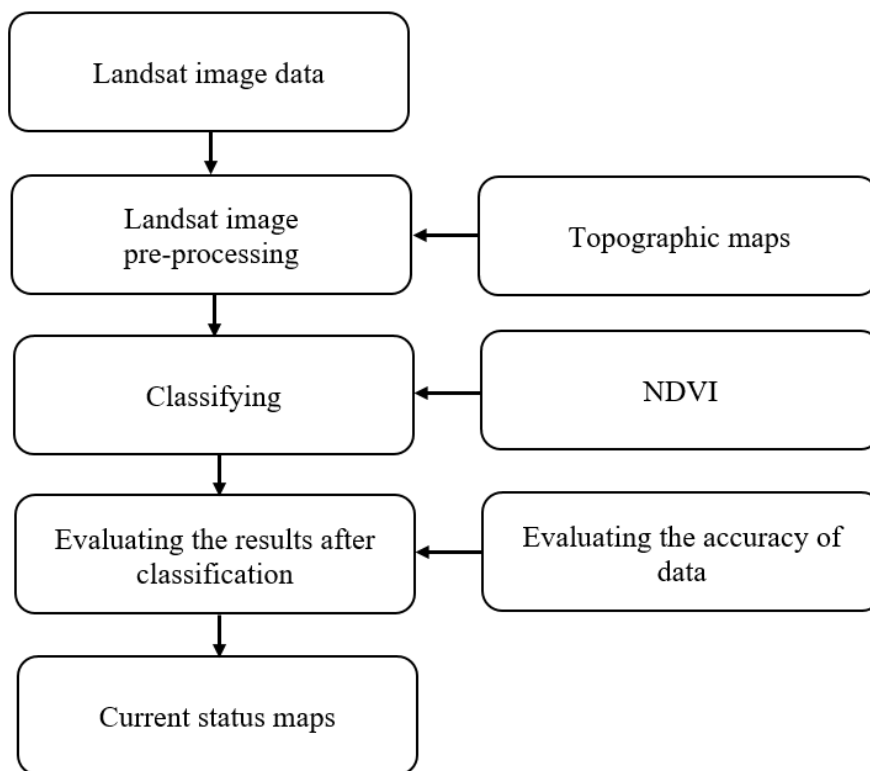 Landsat image data
Landsat image
pre-processing
Topographic maps
Classifying
NDVI
Evaluating the results after
classification
Evaluating the accuracy of
data
Current status maps